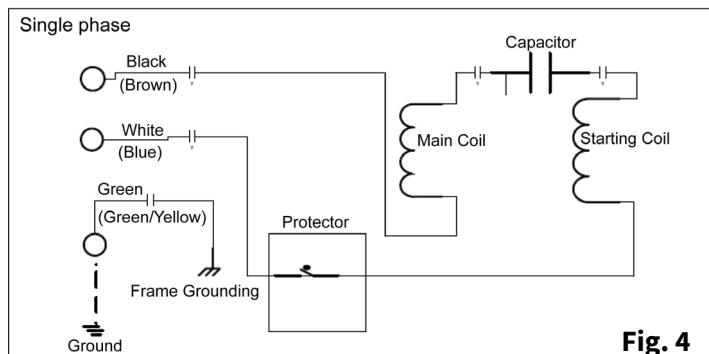 Single phase
Black
(Brown)
Capacitor
White
(Blue)
Main Coil
Starting Coil
Green
(Green/Yellow)
Protector
Frame Grounding
Ground
Fig. 4